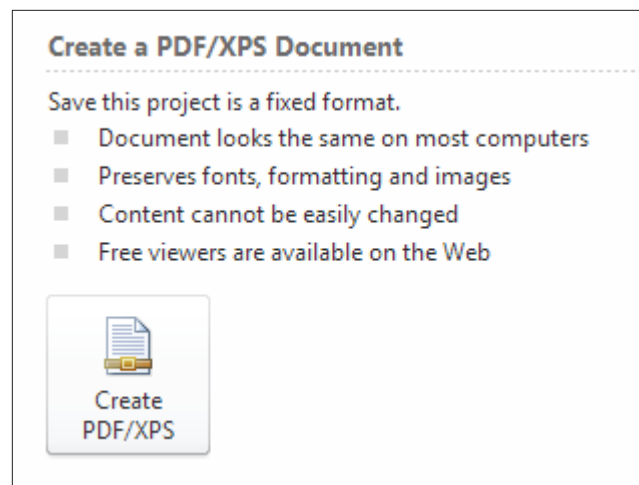 Create a PDF/XPS Document
Save this project is a fixed format.
Document looks the same on most computers
Preserves fonts, formatting and images
Content cannot be easily changed
Free viewers are available on the Web
Create
PDF/XPS